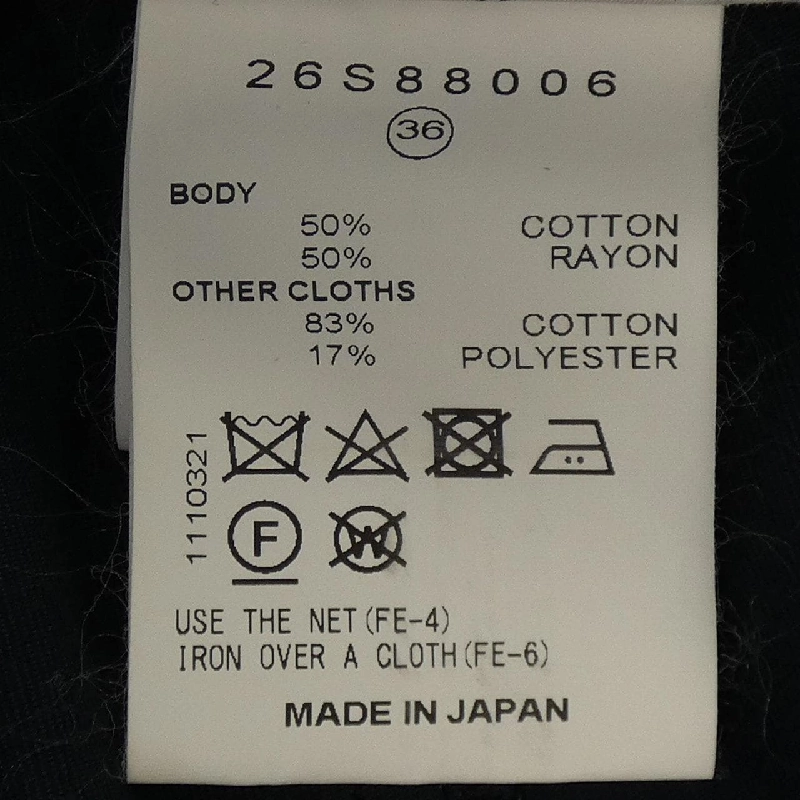 26S88006
36
BODY
50% COTTON
50% RAYON
OTHER CLOTHS
83% COTTON
17% POLYESTER
1110321
F W
USE THE NET(FE-4)
IRON OVER A CLOTH(FE-6)
MADE IN JAPAN